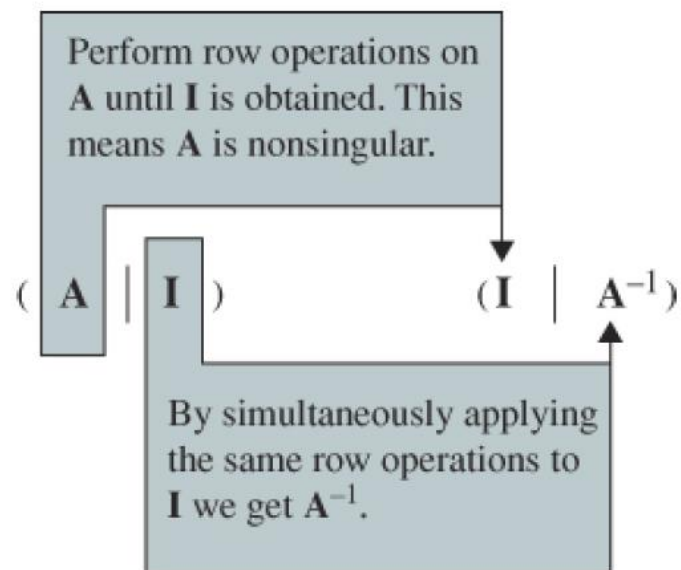 Perform row operations on
A until I is obtained. This
means A is nonsingular.
( A | I ) (I | A⁻¹)
By simultaneously applying
the same row operations to
I we get A⁻¹.